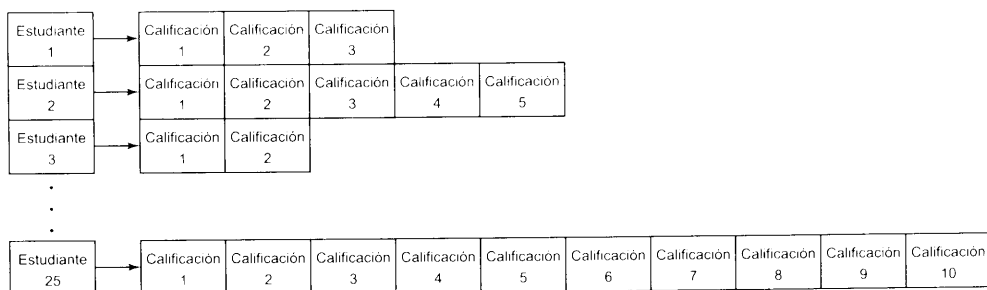 Estudiante Calificación Calificación Calificación
1 1 2 3
Estudiante Calificación Calificación Calificación Calificación Calificación
2 1 2 3 4 5
Estudiante Calificación Calificación
3 1 2
Estudiante Calificación Calificación Calificación Calificación Calificación Calificación Calificación Calificación Calificación Calificación
25 1 2 3 4 5 6 7 8 9 10